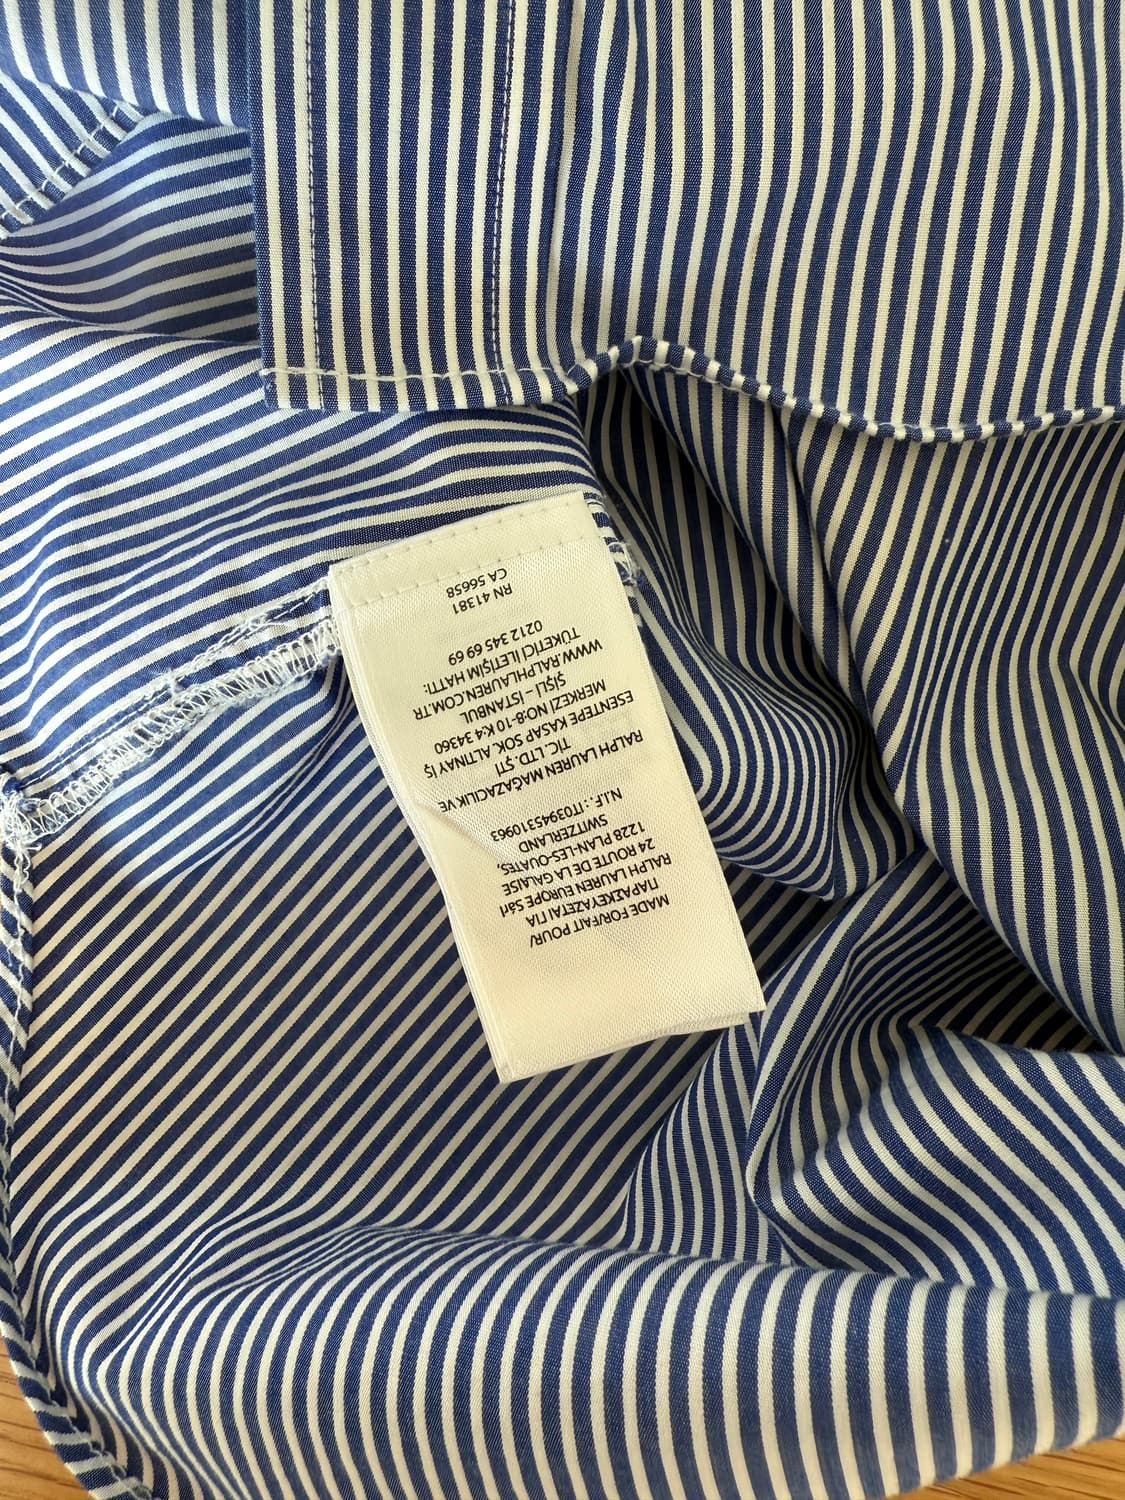 MADE FOR/FAIT POUR/
ΠΑΡΑΣΚΕΥΑΖΕΤΑΙ ΓΙΑ
RALPH LAUREN EUROPE Sàrl
24 ROUTE DE LA GALAISE
1228 PLAN-LES-OUATES,
SWITZERLAND
N.I.F.: IT03945310963
RALPH LAUREN MAĞAZACILIK VE
TİC. LTD. ŞTİ
ESENTEPE KASAP SOK. ALTINAY İŞ
MERKEZİ NO:8-10 K:4 34360
ŞİŞLİ - İSTANBUL
WWW.RALPHLAUREN.COM.TR
TÜKETİCİ İLETİŞİM HATTI:
0212 345 69 69
RN 41381
CA 56658